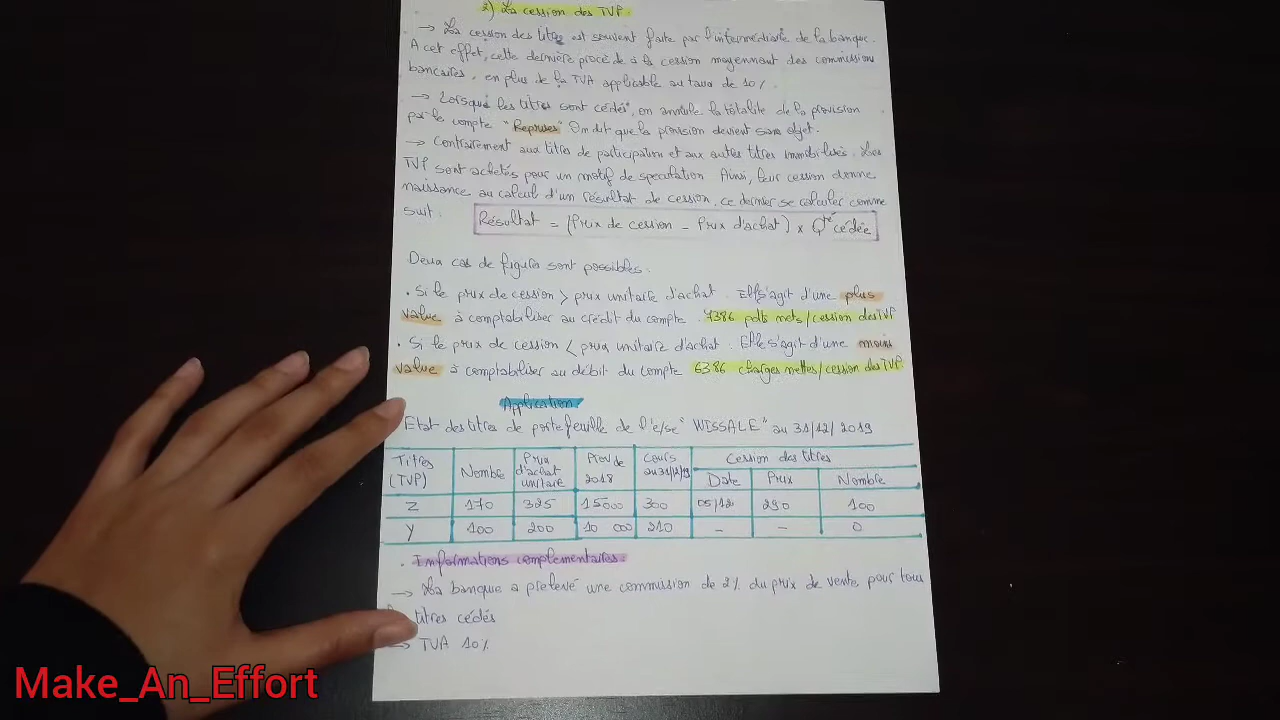 2) La cession des TVP.
→ La cession des titres est souvent faite par l'intermédiaire de la banque.
A cet effet, cette dernière procède à la cession moyennant des commissions
bancaires, en plus de la TVA applicable au taux de 10%.
→ Lorsque les titres sont cédés, on annule la totalité de la provision
par le compte "Reprises" On dit que la provision devient sans objet.
→ Contrairement aux titres de participation et aux autres titres immobilisés. Les
TVP sont achetés pour un motif de speculation Ainsi, leur cession donne
naissance au calcul d'un résultat de cession, ce dernier se calculer comme
suit:
Résultat = (Prix de cession - Prix d'achat) x Qté cédée
Deux cas de figures sont possibles:
. Si le prix de cession > prix unitaire d'achat. Il s'agit d'une plus
value à comptabiliser au crédit du compte 7386 pdts nets/cession des TVP
. Si le prix de cession < prix unitaire d'achat. Elle s'agit d'une moins
value à comptabiliser au débit du compte 6386 charges nettes/cession des TVP.
Application
Etat des titres de portefeuille de l'e/se "WISSALE" au 31/12/2019
Titres (TVP) Nombre Prix d'achat unitaire Prov de 2018 Cours au 31/12/19 Cession des titres
Date Prix Nombre
Z 170 325 15000 300 05/12 290 100
Y 100 200 10 000 210 - - 0
. Informations complementaires:
→ La banque a prelevé une commission de 2% du prix de vente pour tous
titres cédés
→ TVA 10%
Make_An_Effort